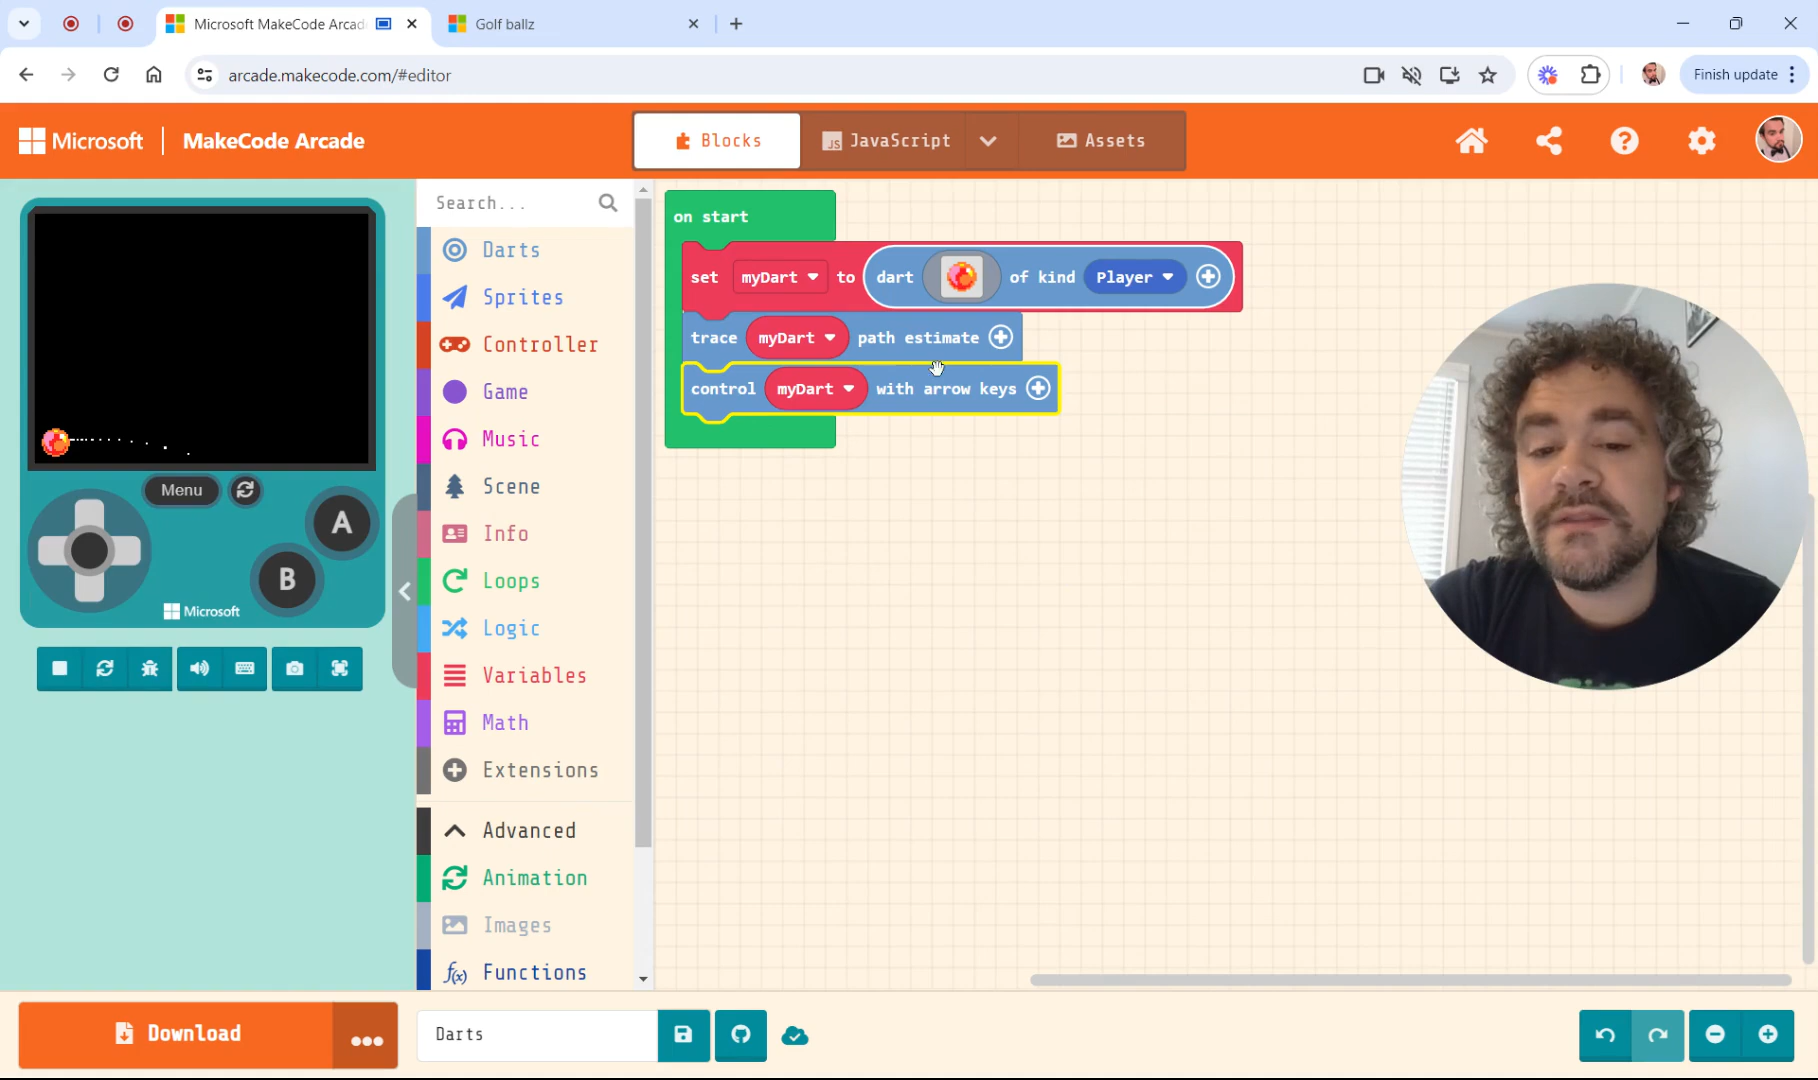 Microsoft MakeCode Arcad
Golf ballz
arcade.makecode.com/#editor
Finish update
Microsoft
MakeCode Arcade
Blocks
JS
JavaScript
Assets
Search...
Darts
Sprites
Controller
Game
Music
Scene
Info
Loops
Logic
Variables
Math
Extensions
Advanced
Animation
Images
f(x)
Functions
Menu
A
B
Microsoft
on start
set myDart to dart of kind Player
trace myDart path estimate
control myDart with arrow keys
Download
Darts